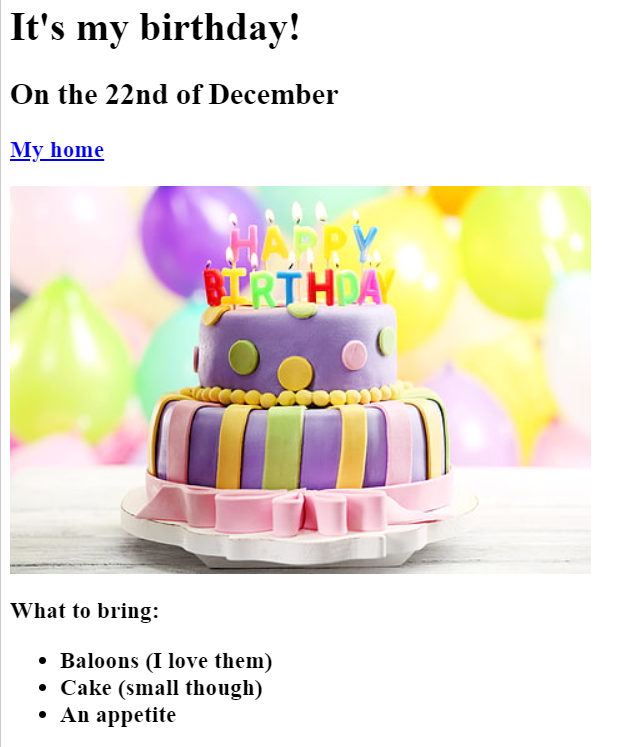 It's my birthday!
On the 22nd of December
My home
HAPPY
BIRTHDAY
What to bring:
Baloons (I love them)
Cake (small though)
An appetite